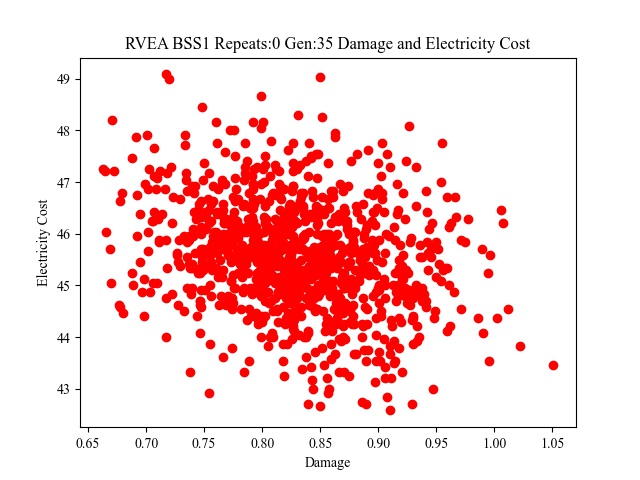 RVEA BSS1 Repeats:0 Gen:35 Damage and Electricity Cost
49
48
47
46
45
44
43
Electricity Cost
0.65 0.70 0.75 0.80 0.85 0.90 0.95 1.00 1.05
Damage